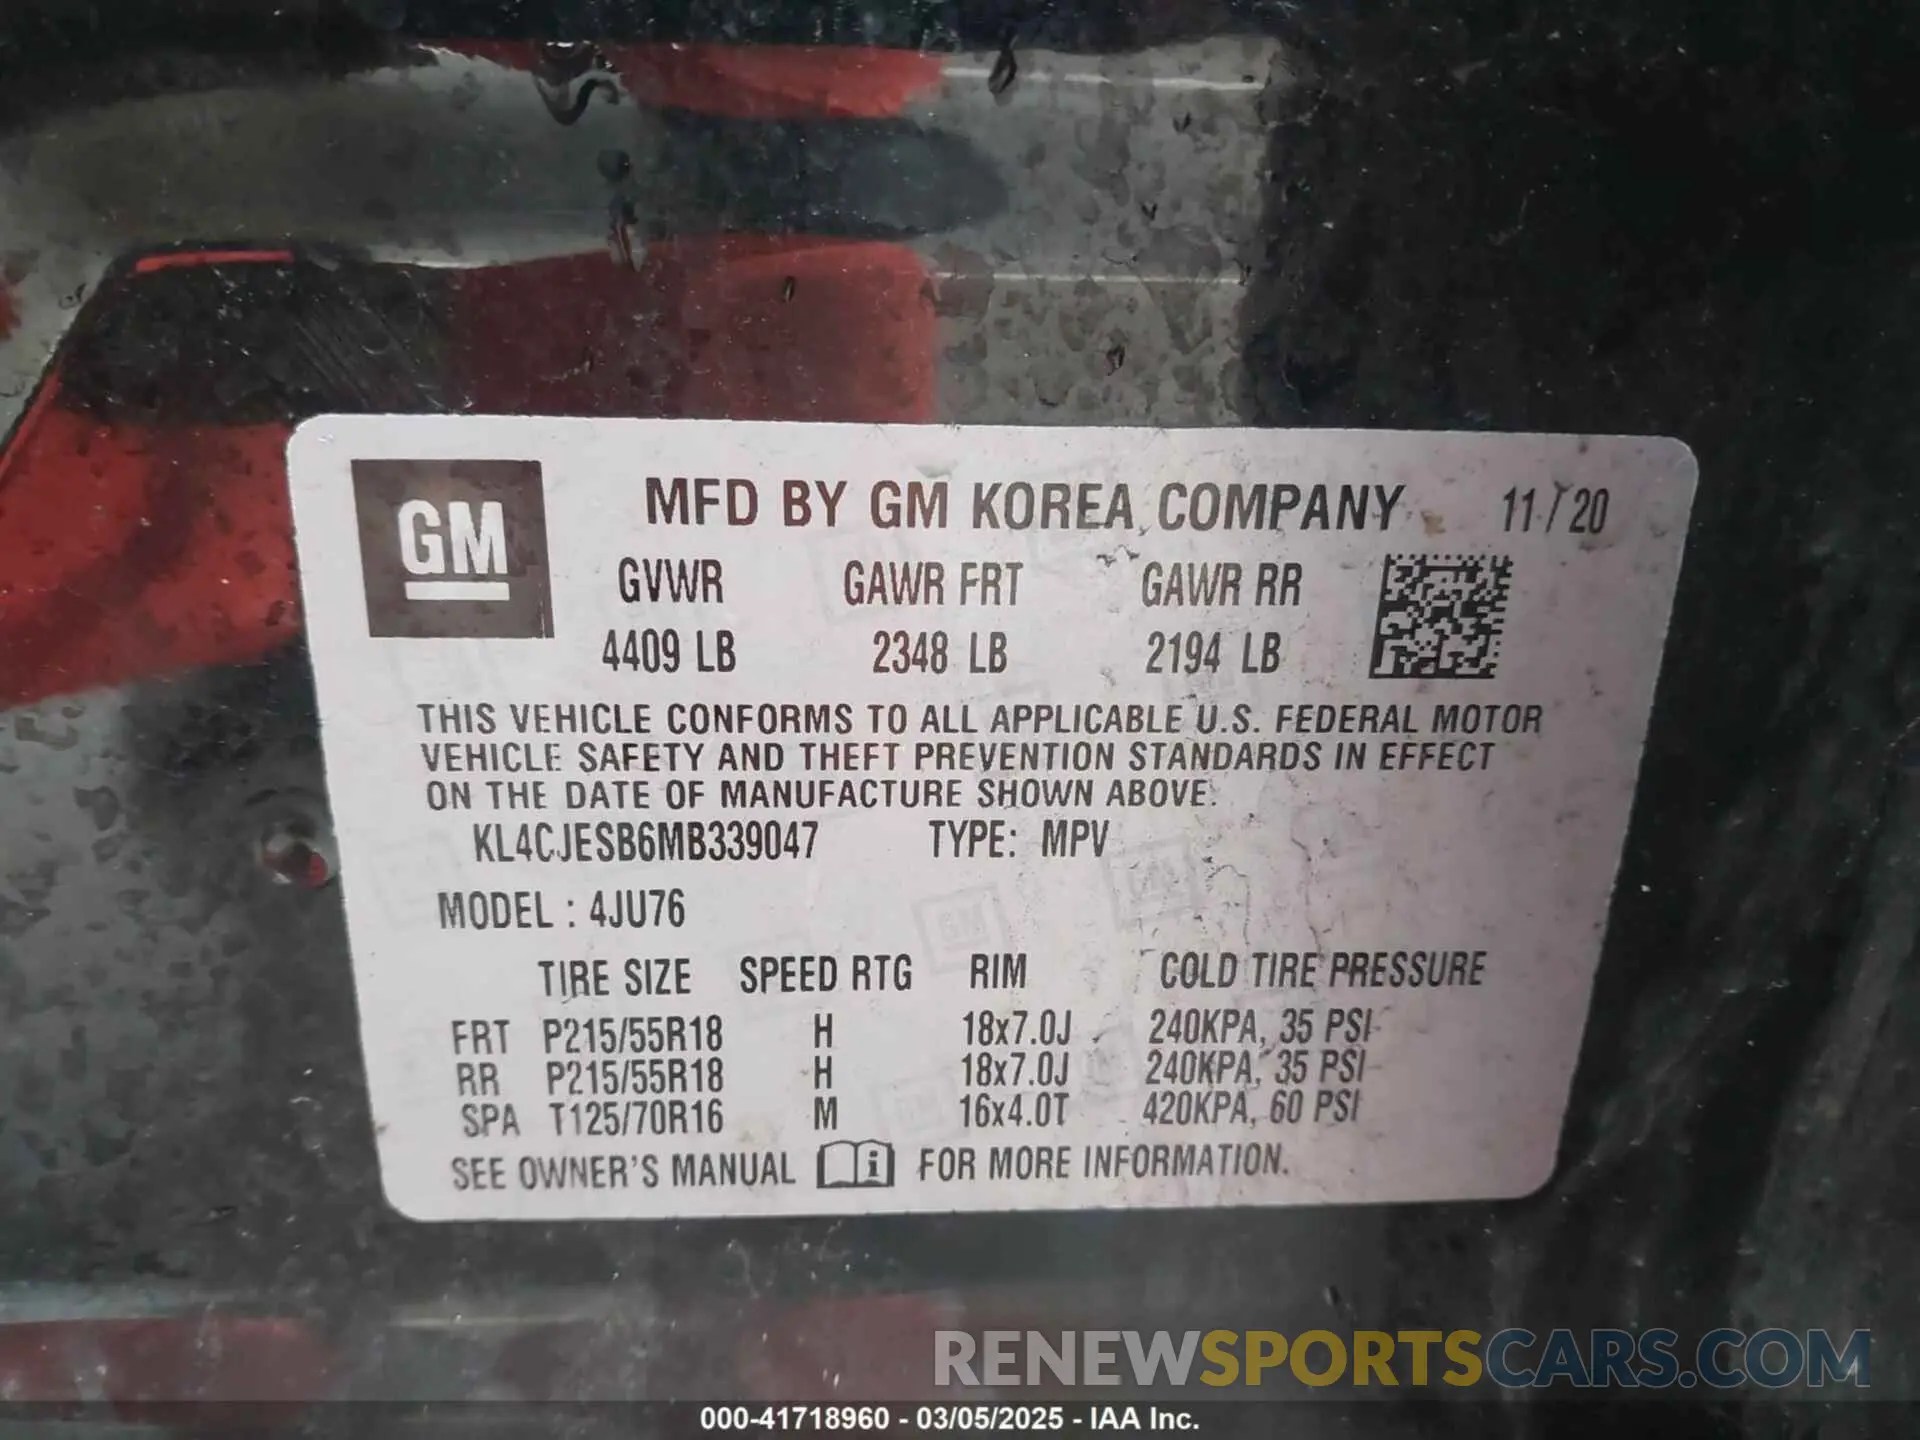 GM
MFD BY GM KOREA COMPANY 11/20
GVWR GAWR FRT GAWR RR
4409 LB 2348 LB 2194 LB
THIS VEHICLE CONFORMS TO ALL APPLICABLE U.S. FEDERAL MOTOR
VEHICLE SAFETY AND THEFT PREVENTION STANDARDS IN EFFECT
ON THE DATE OF MANUFACTURE SHOWN ABOVE.
KL4CJESB6MB339047 TYPE: MPV
MODEL : 4JU76
TIRE SIZE SPEED RTG RIM COLD TIRE PRESSURE
FRT P215/55R18 H 18x7.0J 240KPA, 35 PSI
RR P215/55R18 H 18x7.0J 240KPA, 35 PSI
SPA T125/70R16 M 16x4.0T 420KPA, 60 PSI
SEE OWNER'S MANUAL i FOR MORE INFORMATION.
RENEWSPORTSCARS.COM
000-41718960 - 03/05/2025 - IAA Inc.